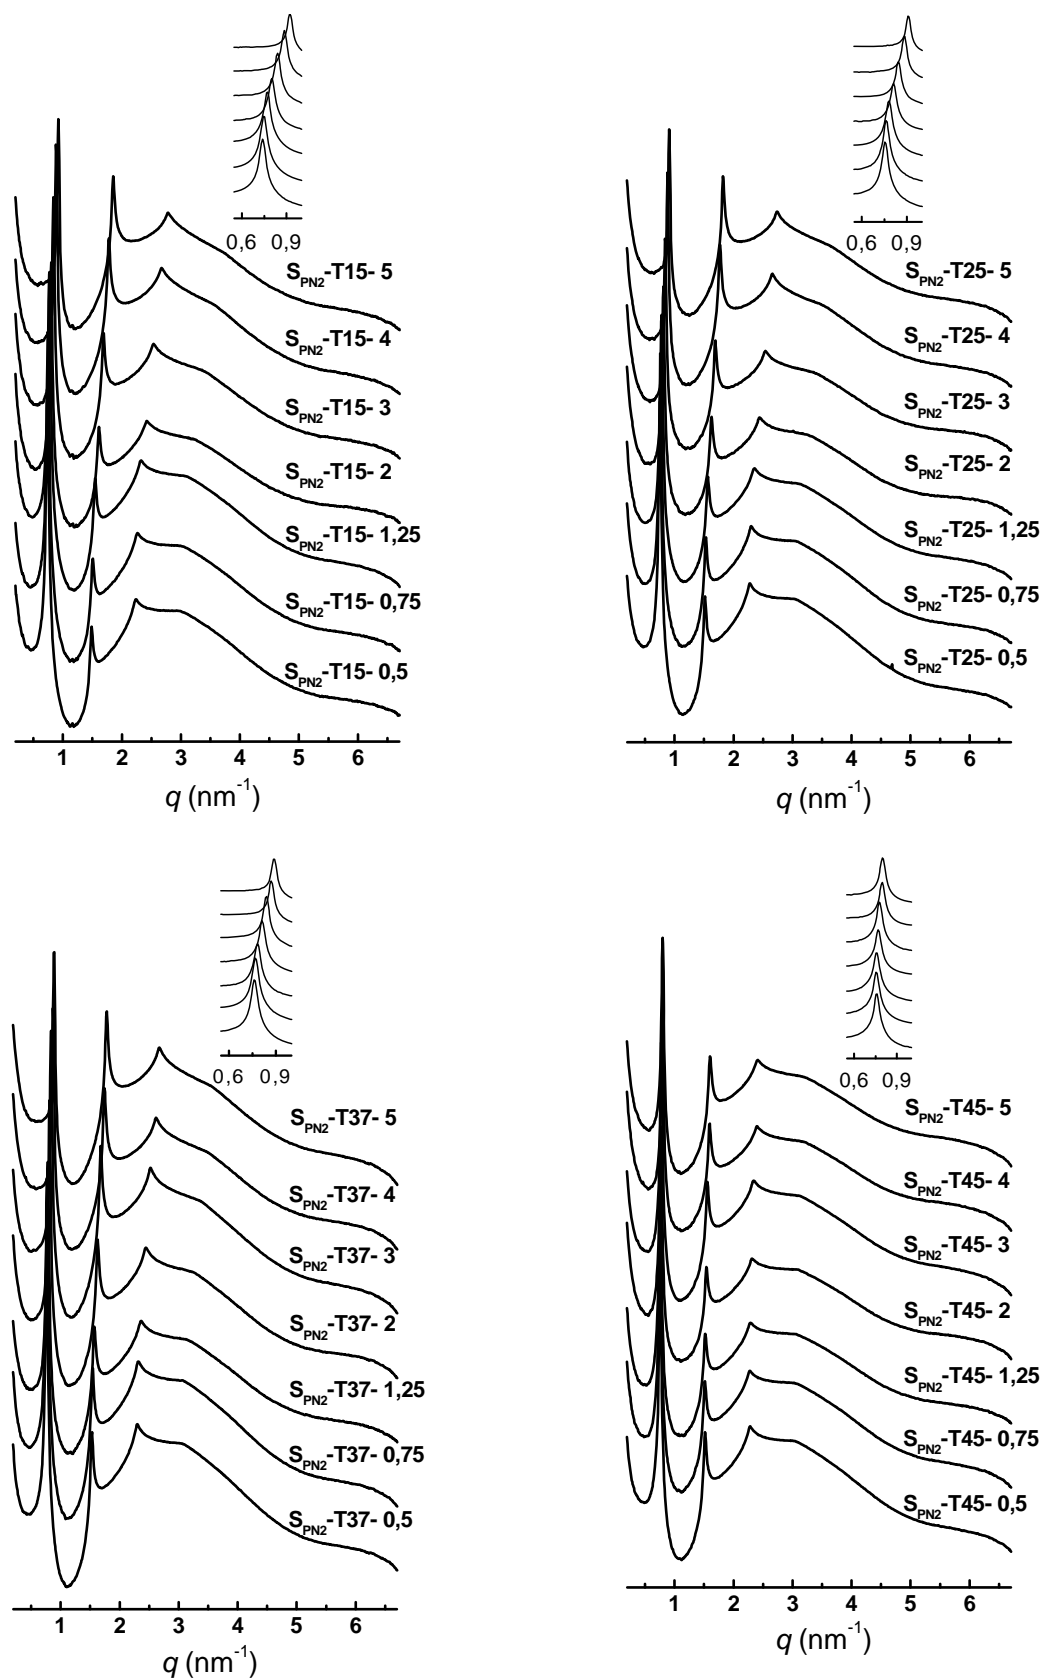 0,6 0,9
S_PN2-T15- 5
S_PN2-T15- 4
S_PN2-T15- 3
S_PN2-T15- 2
S_PN2-T15- 1,25
S_PN2-T15- 0,75
S_PN2-T15- 0,5
1 2 3 4 5 6
q (nm⁻¹)
0,6 0,9
S_PN2-T25- 5
S_PN2-T25- 4
S_PN2-T25- 3
S_PN2-T25- 2
S_PN2-T25- 1,25
S_PN2-T25- 0,75
S_PN2-T25- 0,5
1 2 3 4 5 6
q (nm⁻¹)
0,6 0,9
S_PN2-T37- 5
S_PN2-T37- 4
S_PN2-T37- 3
S_PN2-T37- 2
S_PN2-T37- 1,25
S_PN2-T37- 0,75
S_PN2-T37- 0,5
1 2 3 4 5 6
q (nm⁻¹)
0,6 0,9
S_PN2-T45- 5
S_PN2-T45- 4
S_PN2-T45- 3
S_PN2-T45- 2
S_PN2-T45- 1,25
S_PN2-T45- 0,75
S_PN2-T45- 0,5
1 2 3 4 5 6
q (nm⁻¹)